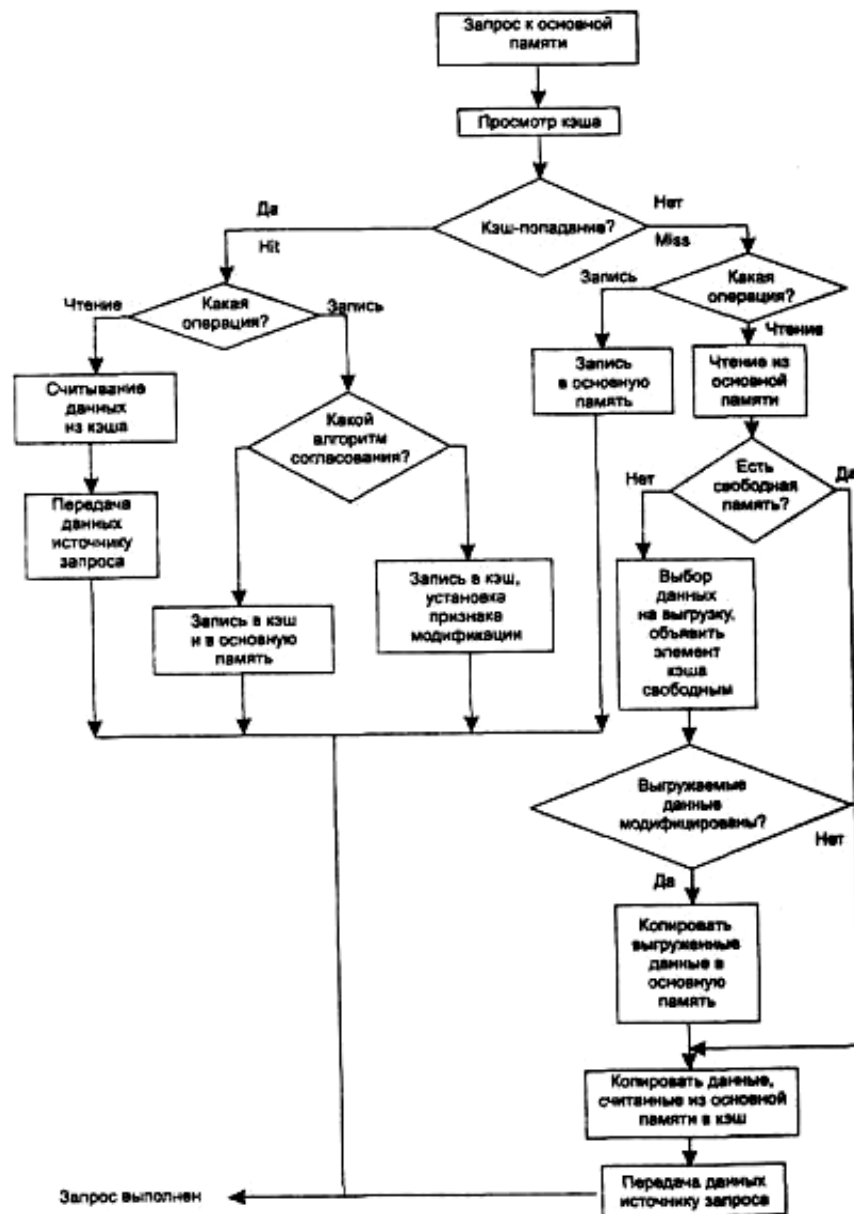 Запрос к основной
памяти
Просмотр кэша
Кэш-попадание?
Да
Hit
Нет
Miss
Чтение
Какая
операция?
Запись
Запись
Какая
операция?
Чтение
Считывание
данных
из кэша
Какой
алгоритм
согласования?
Запись
в основную
память
Чтение из
основной
памяти
Передача
данных
источнику
запроса
Запись в кэш
и в основную
память
Запись в кэш,
установка
признака
модификации
Нет
Есть
свободная
память?
Да
Выбор
данных
на выгрузку,
объявить
элемент
кэша
свободным
Выгружаемые
данные
модифицированы?
Нет
Да
Копировать
выгруженные
данные в
основную
память
Копировать данные,
считанные из основной
памяти в кэш
Передача данных
источнику запроса
Запрос выполнен